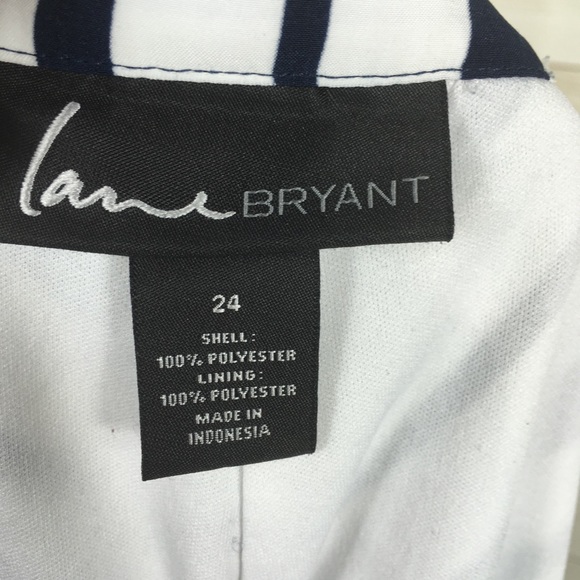 lane BRYANT
24
SHELL:
100% POLYESTER
LINING:
100% POLYESTER
MADE IN
INDONESIA